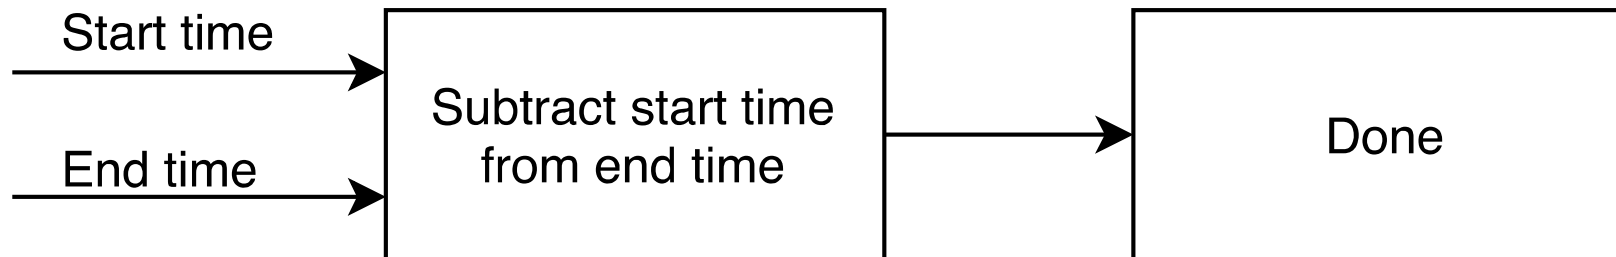 Start time
End time
Subtract start time
from end time
Done